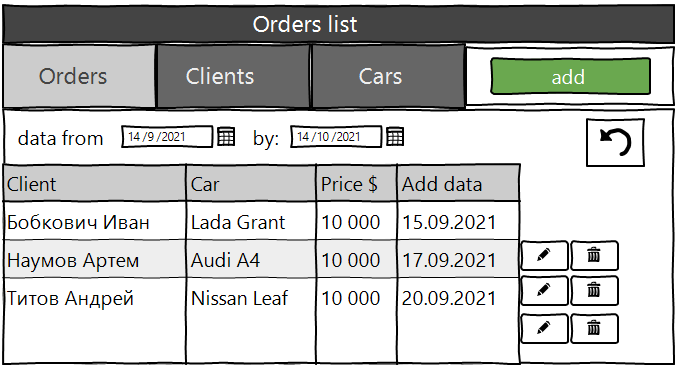 Orders list
Orders Clients Cars add
data from 14/9/2021 by: 14/10/2021
Client Car Price $ Add data
Бобкович Иван Lada Grant 10 000 15.09.2021
Наумов Артем Audi A4 10 000 17.09.2021
Титов Андрей Nissan Leaf 10 000 20.09.2021